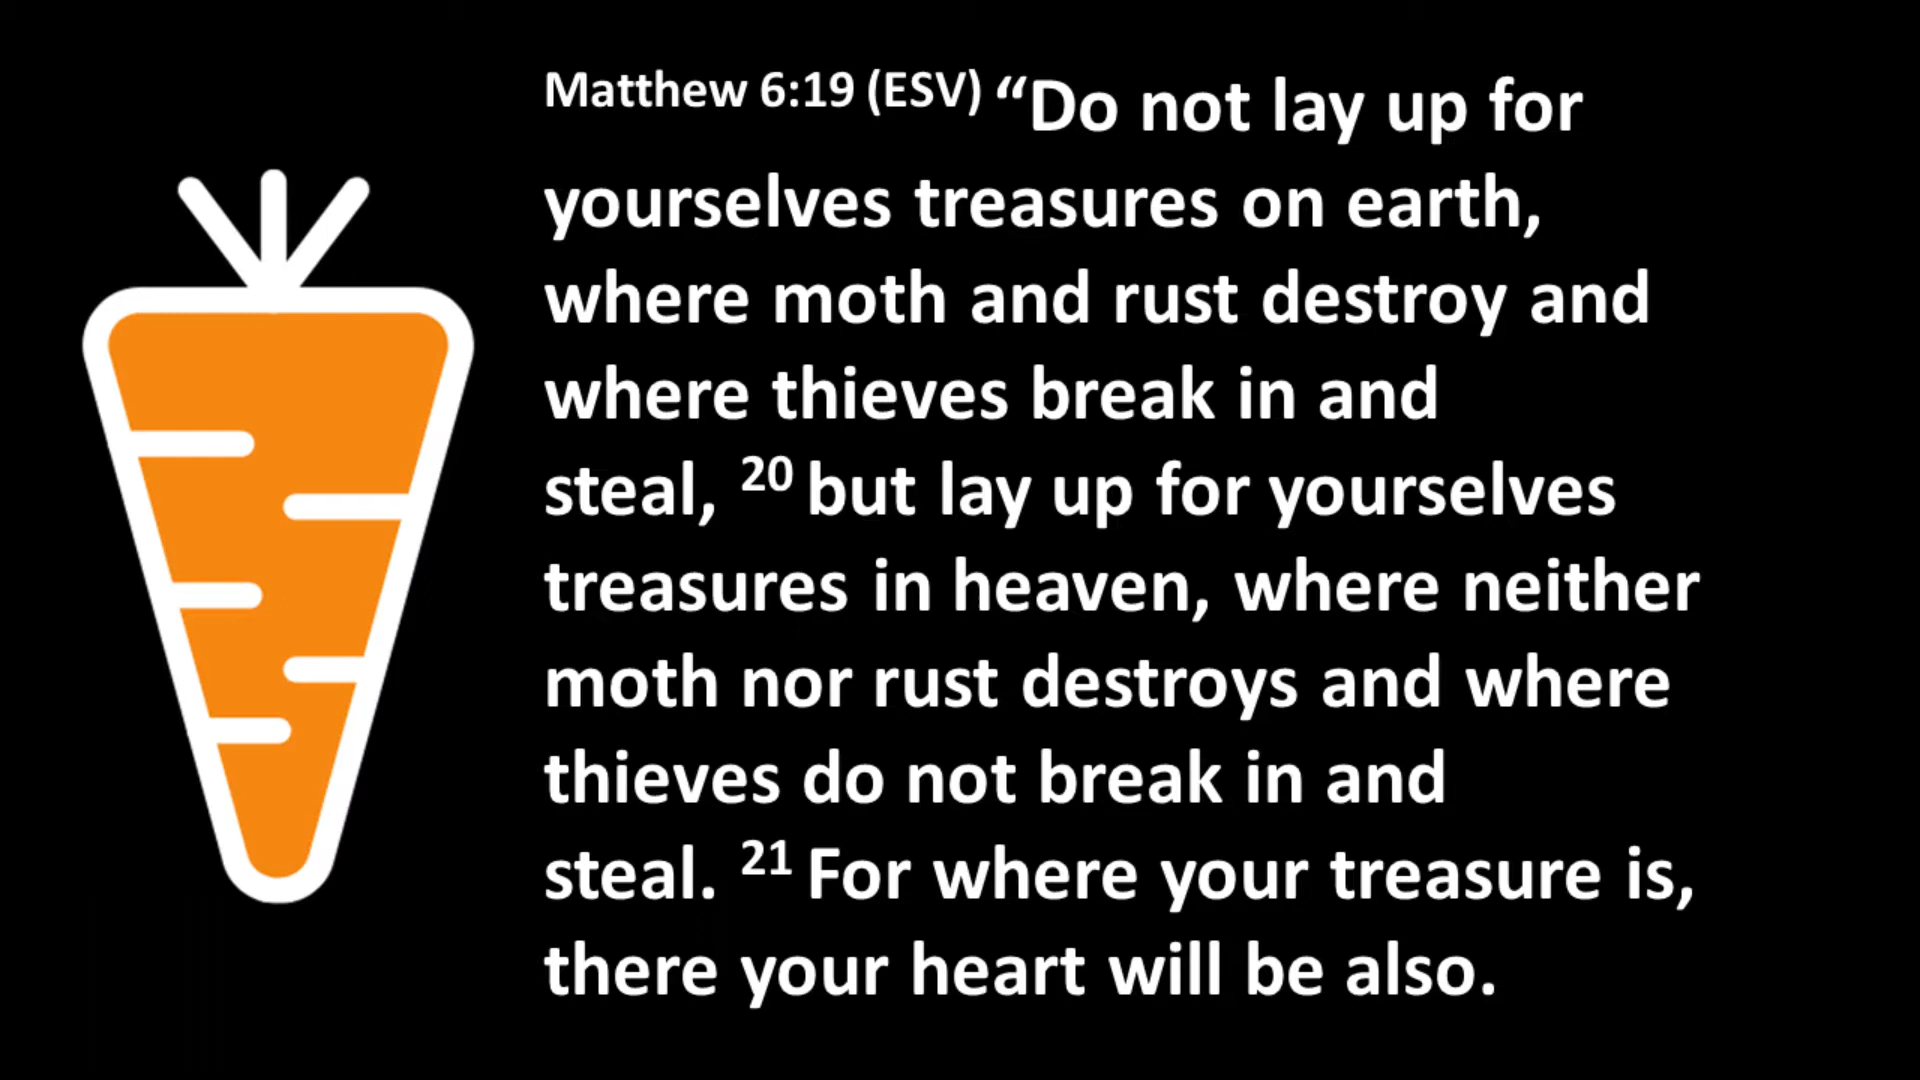 Matthew 6:19 (ESV) “Do not lay up for
yourselves treasures on earth,
where moth and rust destroy and
where thieves break in and
steal, 20 but lay up for yourselves
treasures in heaven, where neither
moth nor rust destroys and where
thieves do not break in and
steal. 21 For where your treasure is,
there your heart will be also.